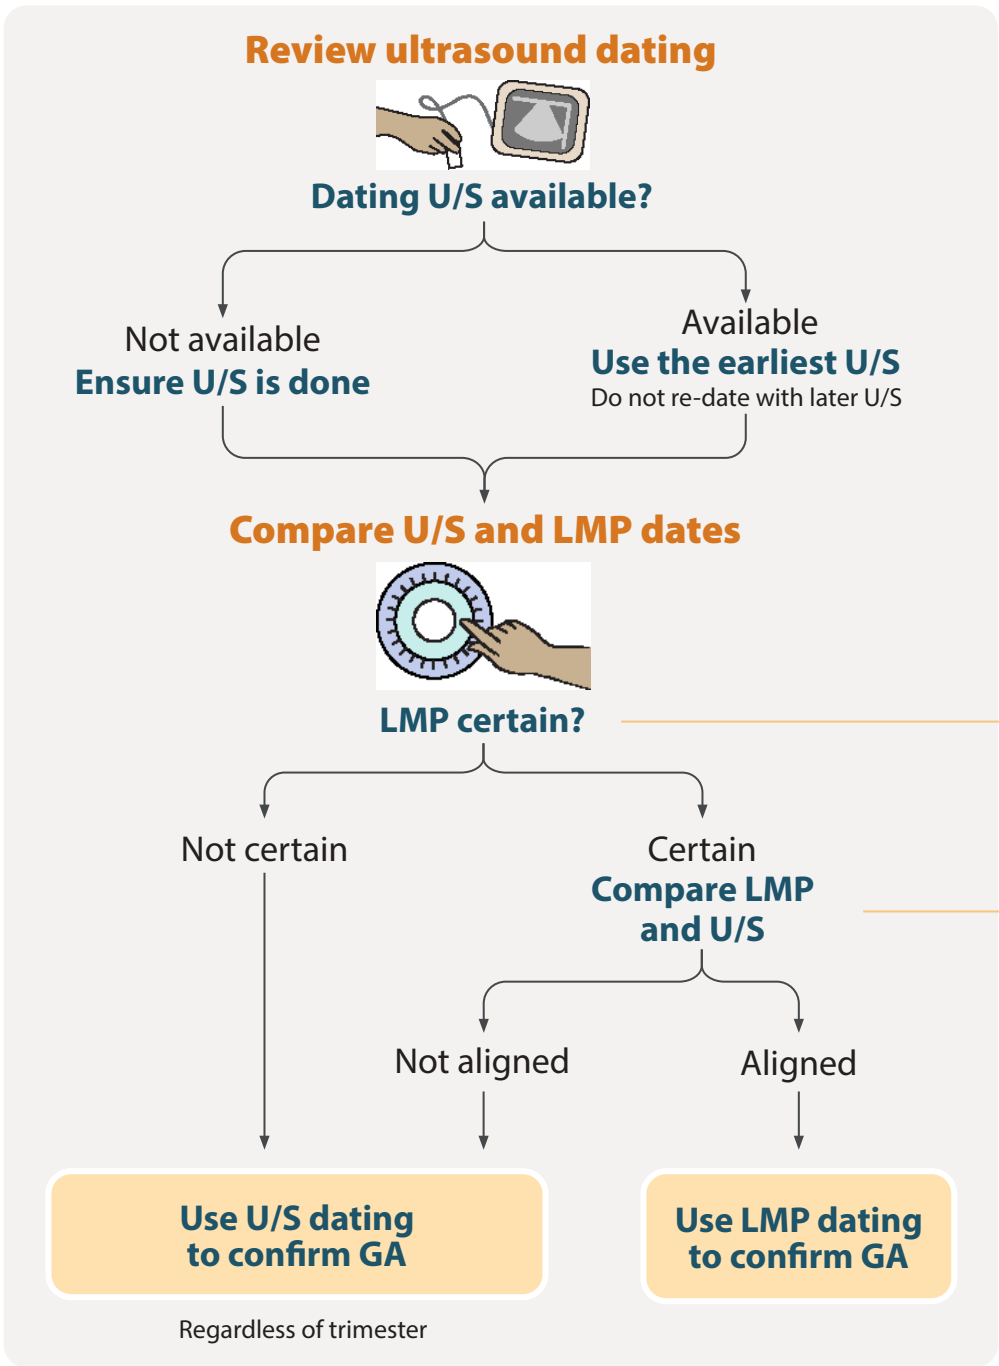 Review ultrasound dating
Dating U/S available?
Not available
Ensure U/S is done
Available
Use the earliest U/S
Do not re-date with later U/S
Compare U/S and LMP dates
LMP certain?
Not certain
Certain
Compare LMP
and U/S
Not aligned
Aligned
Use U/S dating
to confirm GA
Regardless of trimester
Use LMP dating
to confirm GA